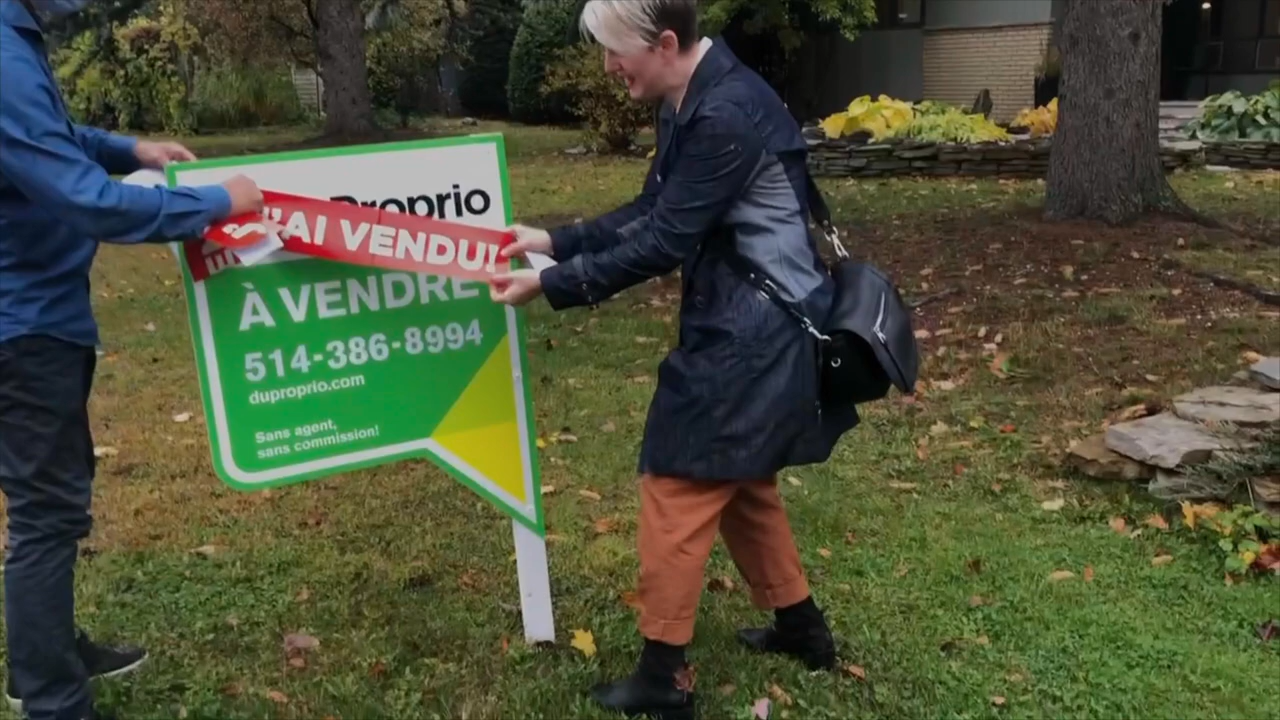 Proprio
J'AI VENDU!
À VENDRE
514-386-8994
duproprio.com
Sans agent,
sans commission!